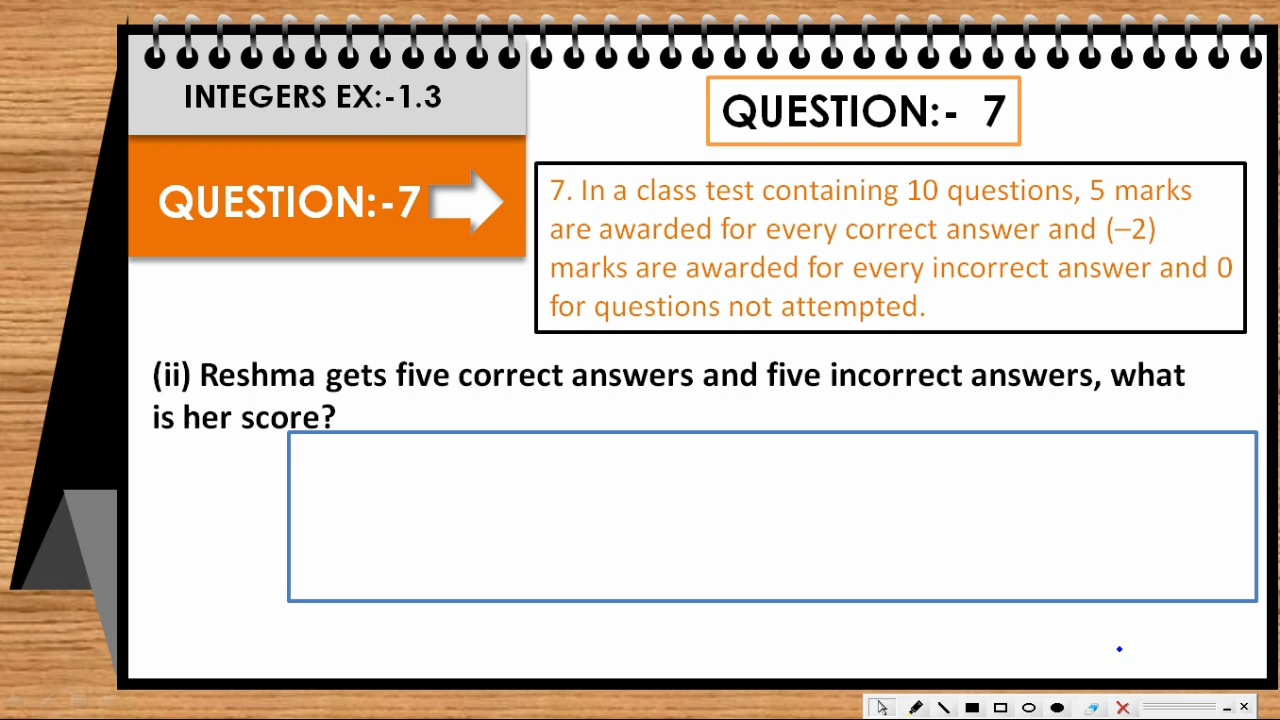 INTEGERS EX:-1.3
QUESTION:-7
QUESTION:- 7
7. In a class test containing 10 questions, 5 marks
are awarded for every correct answer and (–2)
marks are awarded for every incorrect answer and 0
for questions not attempted.
(ii) Reshma gets five correct answers and five incorrect answers, what
is her score?